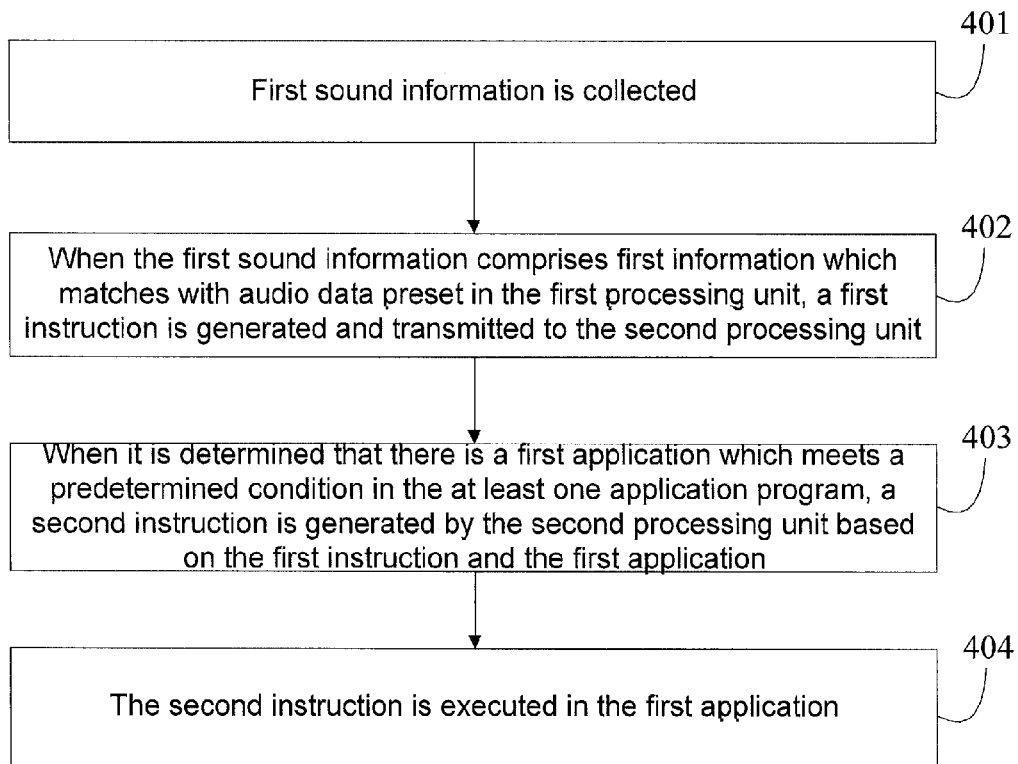 401
First sound information is collected
402
When the first sound information comprises first information which
matches with audio data preset in the first processing unit, a first
instruction is generated and transmitted to the second processing unit
403
When it is determined that there is a first application which meets a
predetermined condition in the at least one application program, a
second instruction is generated by the second processing unit based
on the first instruction and the first application
404
The second instruction is executed in the first application